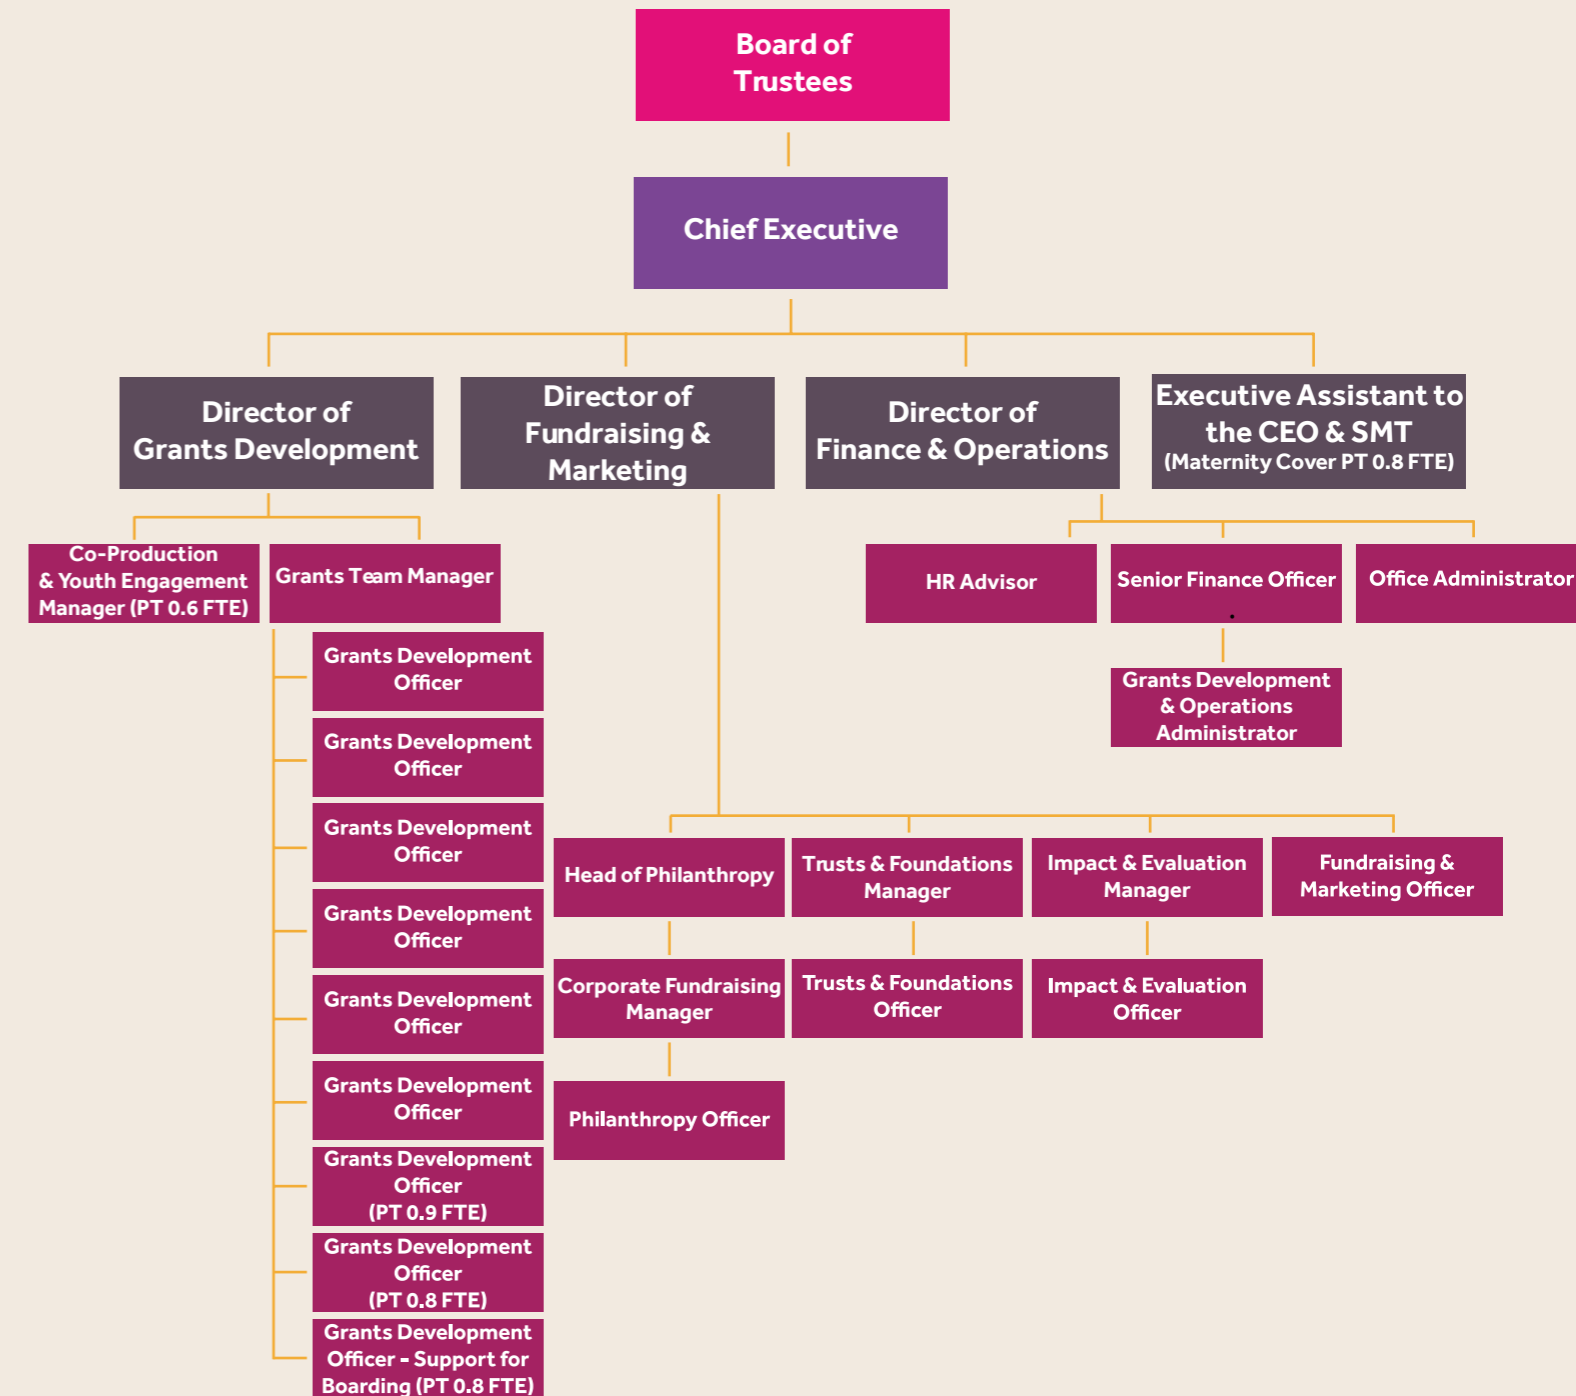 Board of
Trustees
Chief Executive
Director of
Grants Development
Director of
Fundraising &
Marketing
Director of
Finance & Operations
Executive Assistant to
the CEO & SMT
(Maternity Cover PT 0.8 FTE)
Co-Production
& Youth Engagement
Manager (PT 0.6 FTE)
Grants Team Manager
HR Advisor
Senior Finance Officer
.
Office Administrator
Grants Development
& Operations
Administrator
Grants Development
Officer
Grants Development
Officer
Grants Development
Officer
Grants Development
Officer
Grants Development
Officer
Grants Development
Officer
Grants Development
Officer
(PT 0.9 FTE)
Grants Development
Officer
(PT 0.8 FTE)
Grants Development
Officer - Support for
Boarding (PT 0.8 FTE)
Head of Philanthropy
Trusts & Foundations
Manager
Impact & Evaluation
Manager
Fundraising &
Marketing Officer
Corporate Fundraising
Manager
Trusts & Foundations
Officer
Impact & Evaluation
Officer
Philanthropy Officer